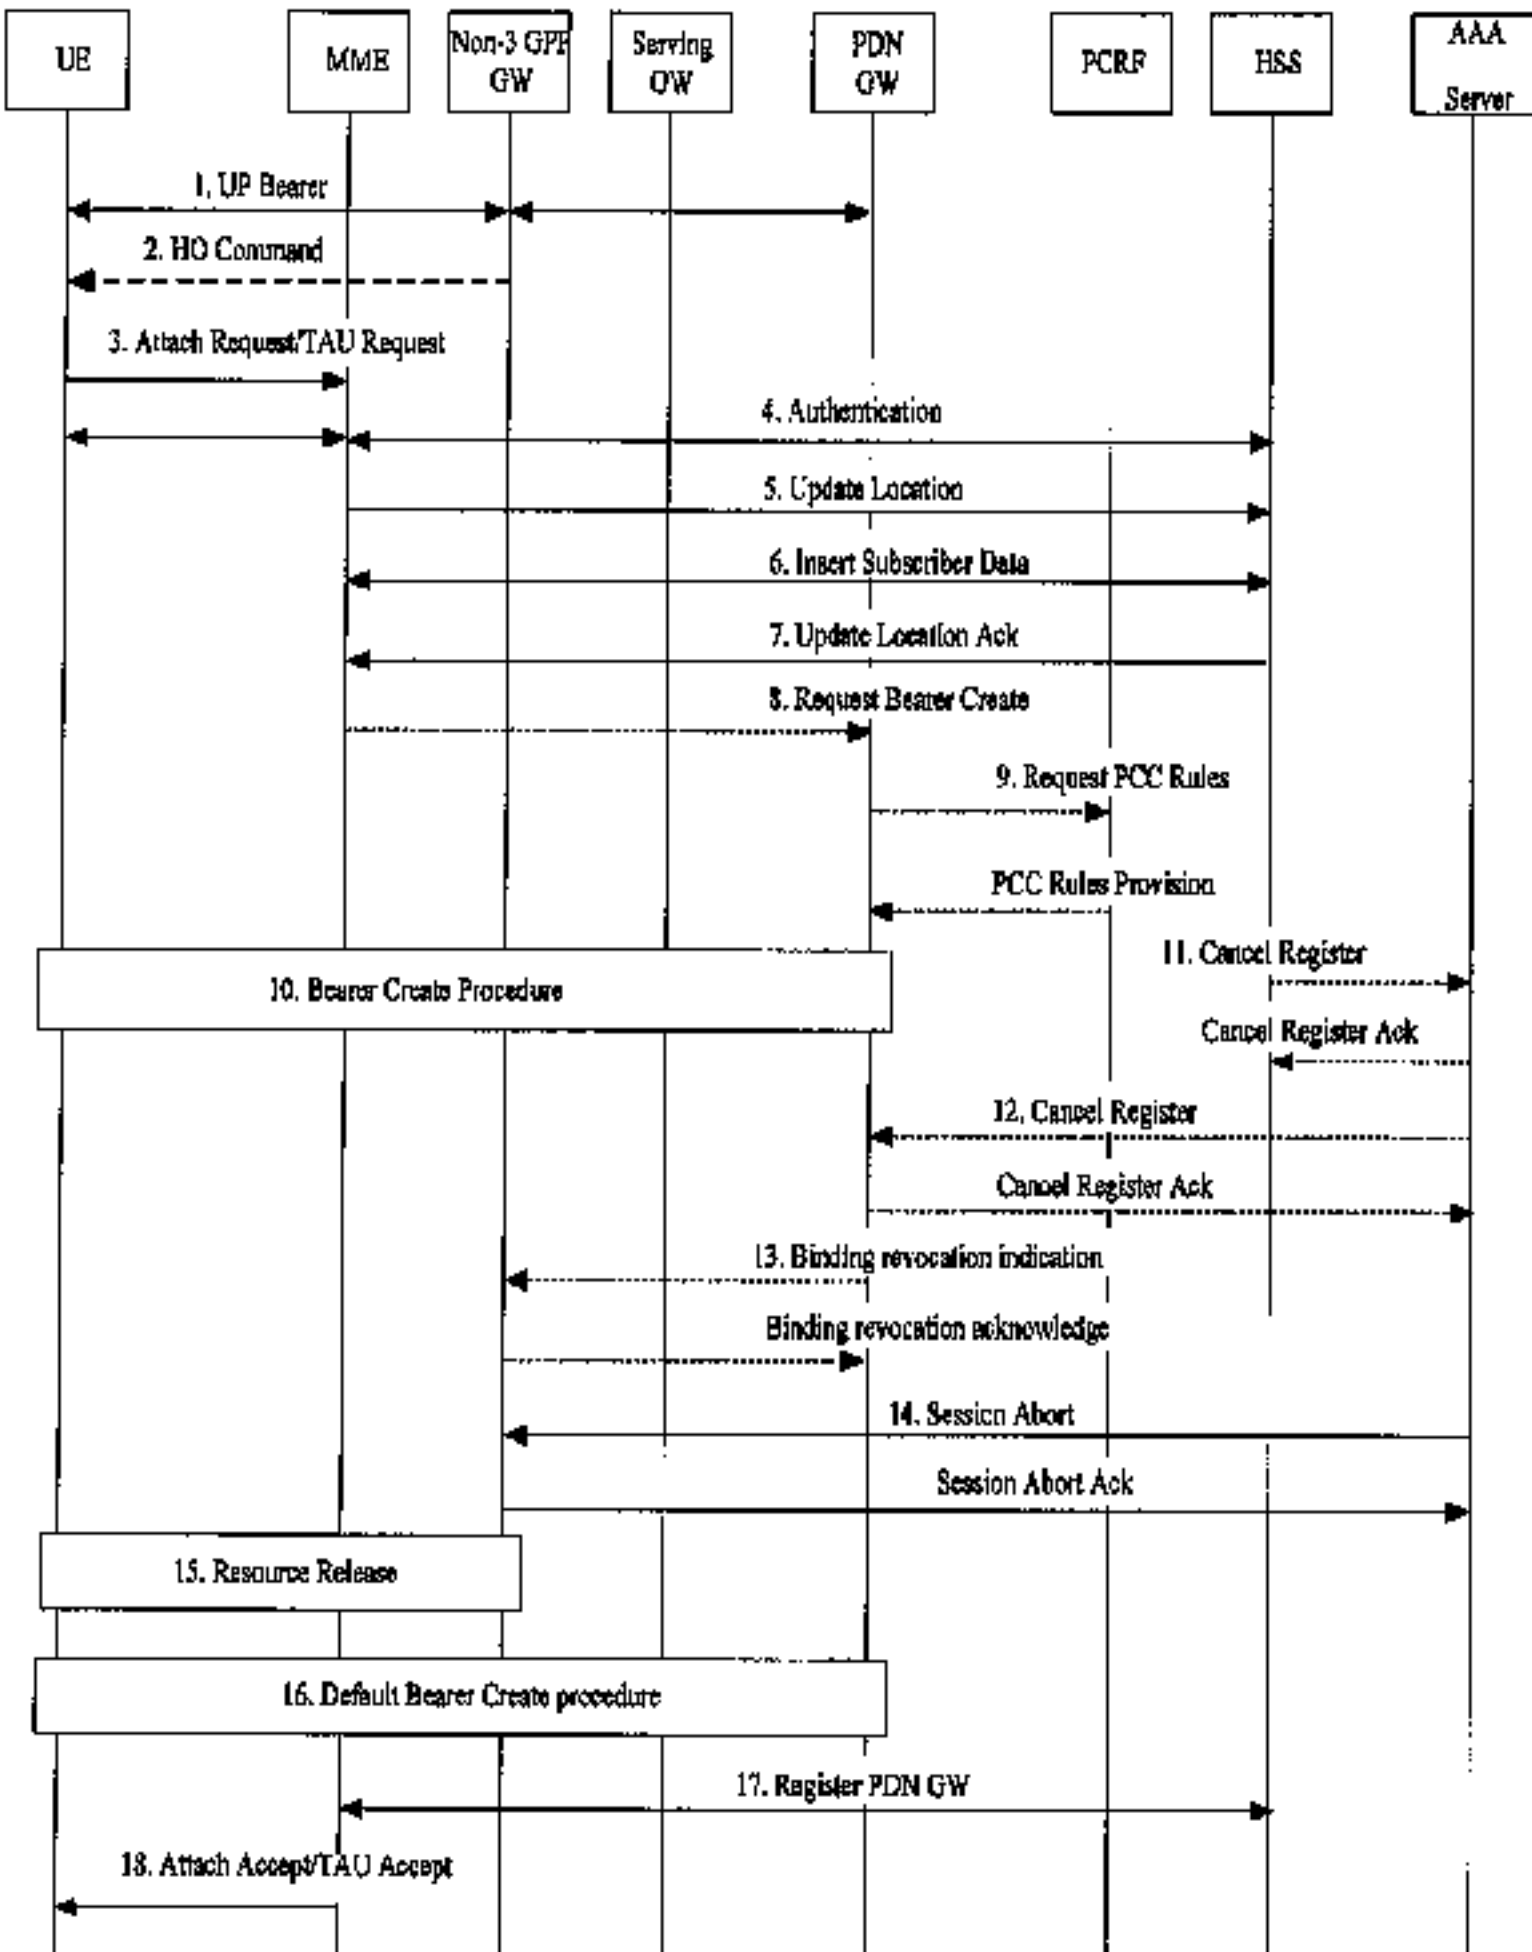 UE
MME
Non-3 GPP
GW
Serving
GW
PDN
GW
PCRF
HSS
AAA
Server
1. UP Bearer
2. HO Command
3. Attach Request/TAU Request
4. Authentication
5. Update Location
6. Insert Subscriber Data
7. Update Location Ack
8. Request Bearer Create
9. Request PCC Rules
PCC Rules Provision
11. Cancel Register
10. Bearer Create Procedure
Cancel Register Ack
12. Cancel Register
Cancel Register Ack
13. Binding revocation indication
Binding revocation acknowledge
14. Session Abort
Session Abort Ack
15. Resource Release
16. Default Bearer Create procedure
17. Register PDN GW
18. Attach Accept/TAU Accept